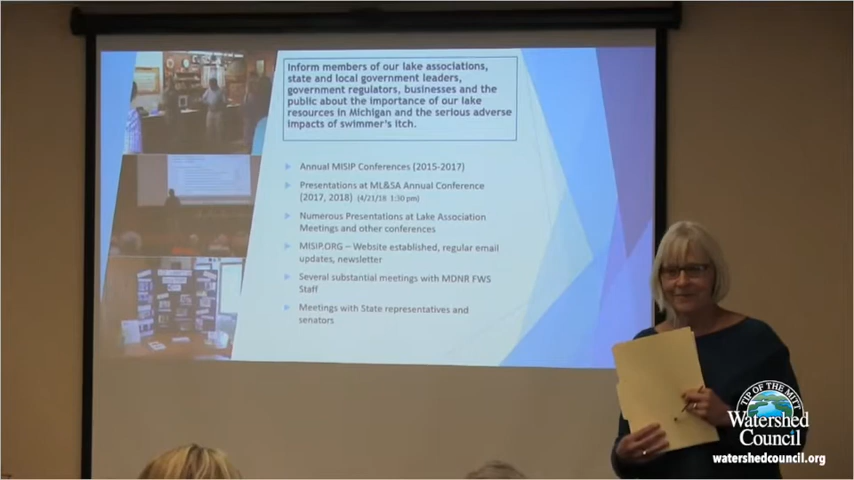 Inform members of our lake associations,
state and local government leaders,
government regulators, businesses and the
public about the importance of our lake
resources in Michigan and the serious adverse
impacts of swimmer's itch.
Annual MISIP Conferences (2015-2017)
Presentations at ML&SA Annual Conference
(2017, 2018) (4/21/18 1:30 pm)
Numerous Presentations at Lake Association
Meetings and other conferences
MISIP.ORG – Website established, regular email
updates, newsletter
Several substantial meetings with MDNR FWS
Staff
Meetings with State representatives and
senators
TIP OF THE MITT
Watershed
Council
watershedcouncil.org